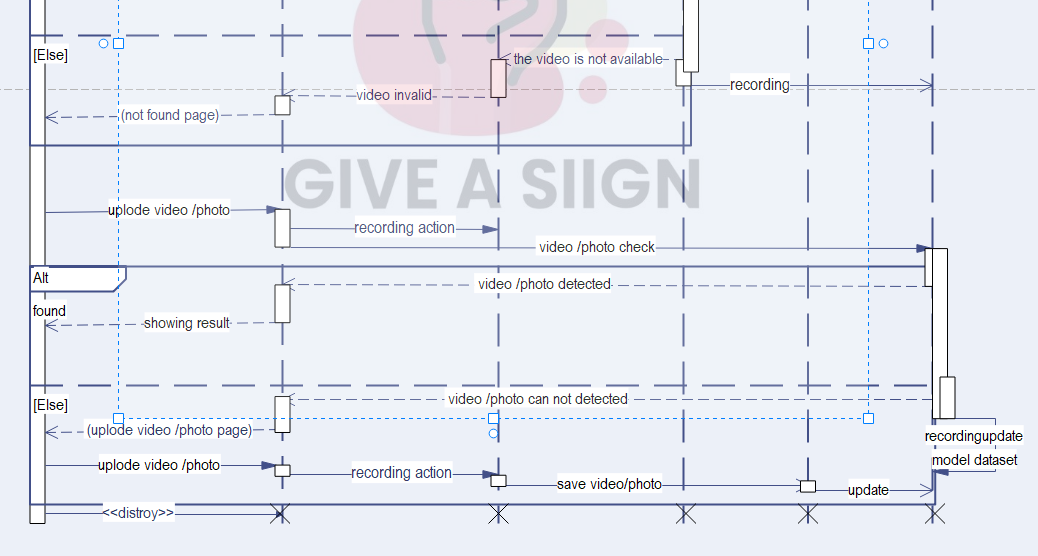 [Else]
the video is not available
recording
video invalid
(not found page)
GIVE A SIIGN
uplode video /photo
recording action
video /photo check
Alt
video /photo detected
found
showing result
video /photo can not detected
[Else]
(uplode video /photo page)
recordingupdate
model dataset
uplode video /photo
recording action
save video/photo
update
<<distroy>>